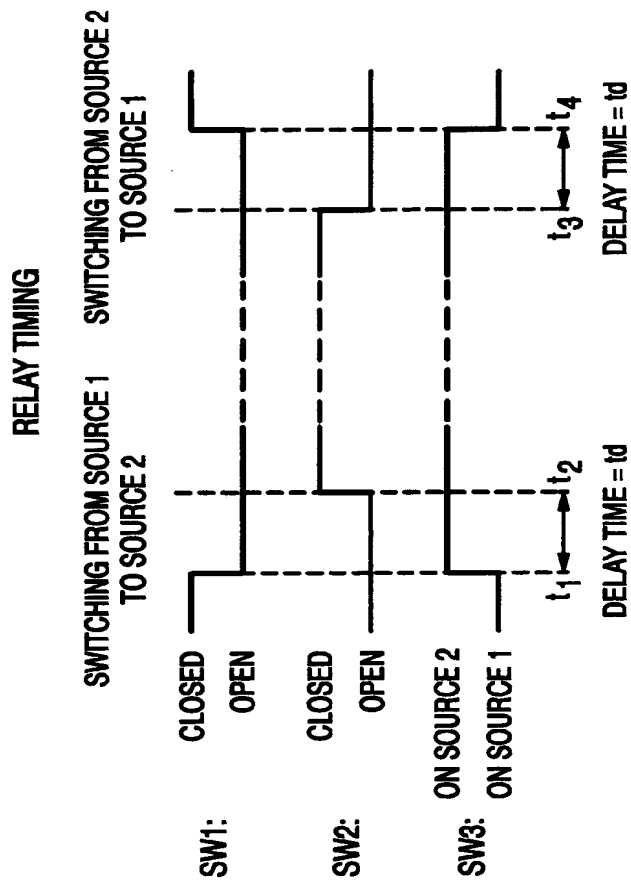 RELAY TIMING
SWITCHING FROM SOURCE 1
TO SOURCE 2
SWITCHING FROM SOURCE 2
TO SOURCE 1
SW1:
CLOSED
OPEN
SW2:
CLOSED
OPEN
SW3:
ON SOURCE 2
ON SOURCE 1
t1
t2
t3
t4
DELAY TIME = td
DELAY TIME = td